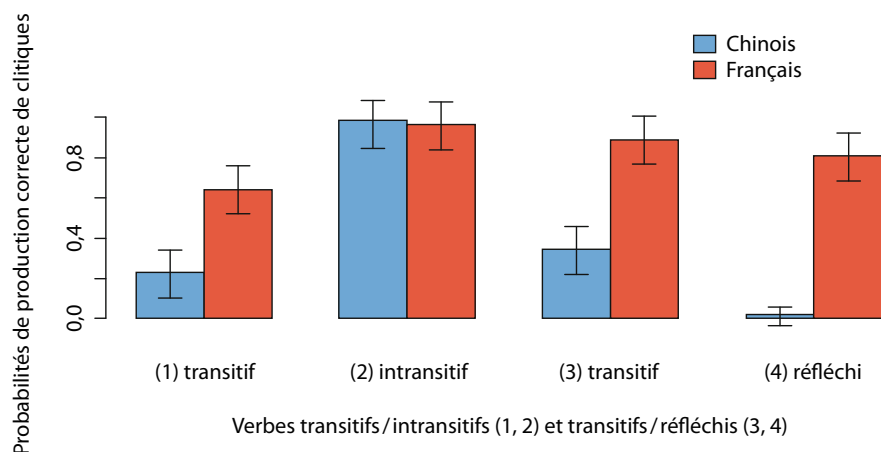 Probabilités de production correcte de clitiques
Chinois
Français
0,8
0,4
0,0
(1) transitif
(2) intransitif
(3) transitif
(4) réfléchi
Verbes transitifs/intransitifs (1, 2) et transitifs/réfléchis (3, 4)